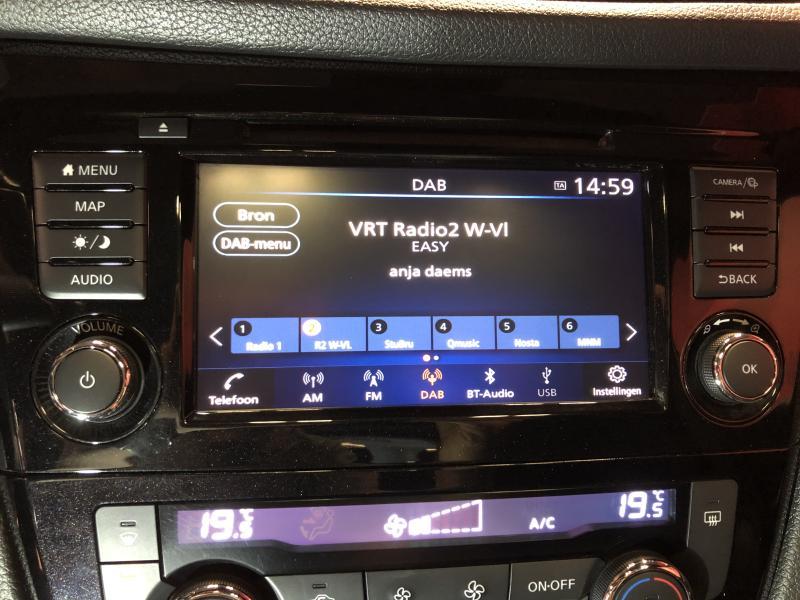 MENU
MAP
AUDIO
VOLUME
DAB
TA 14:59
Bron
DAB-menu
VRT Radio2 W-Vl
EASY
anja daems
1 Radio 1
2 R2 W-VL
3 StuBru
4 Qmusic
5 Nosta
6 MNM
Telefoon
AM
FM
DAB
BT-Audio
USB
Instellingen
CAMERA/
BACK
OK
19.5 °C
A/C
19.5 °C
ON-OFF